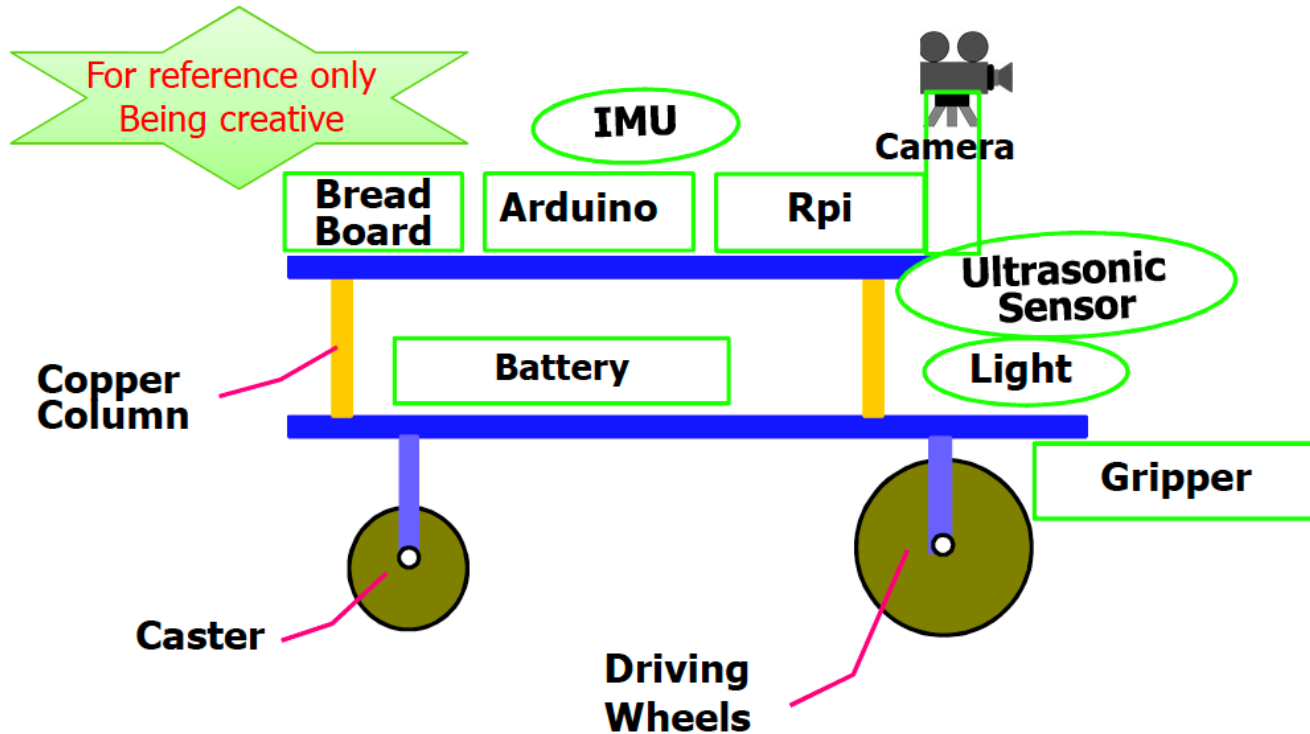 For reference only
Being creative
IMU
Camera
Bread
Board
Arduino
Rpi
Ultrasonic
Sensor
Copper
Column
Battery
Light
Gripper
Caster
Driving
Wheels